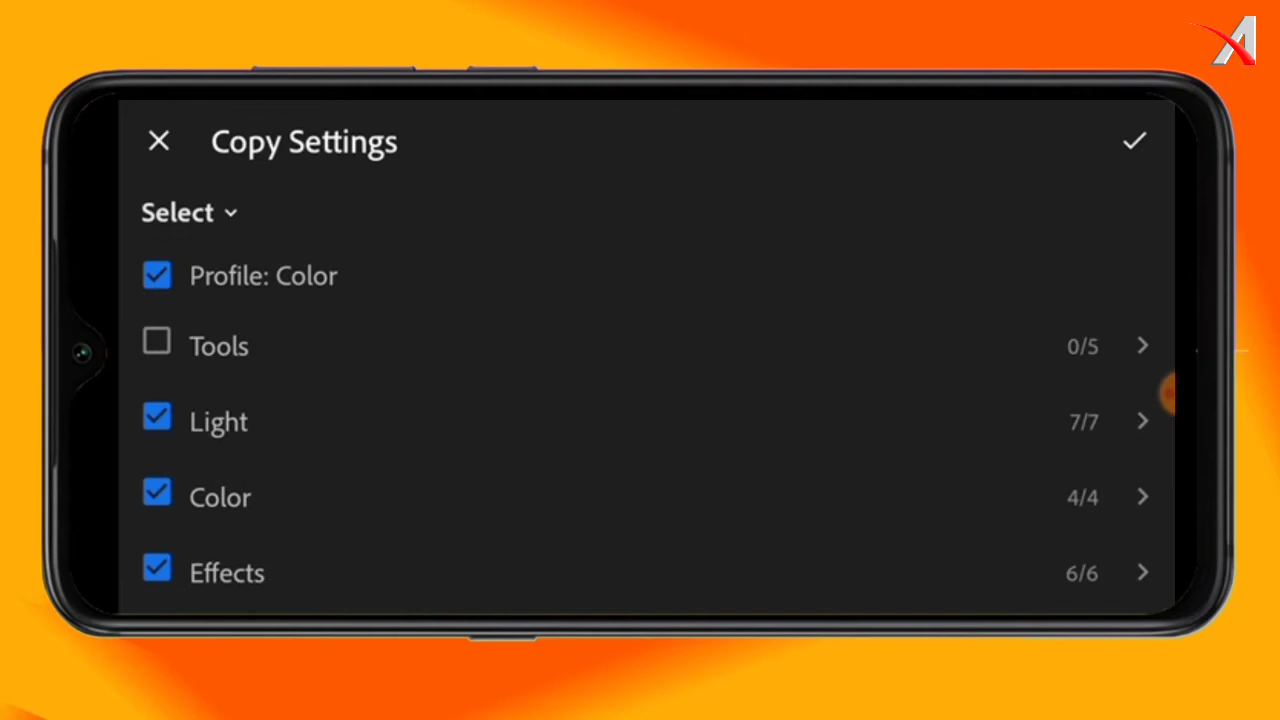 Copy Settings
Select
Profile: Color
Tools 0/5
Light 7/7
Color 4/4
Effects 6/6